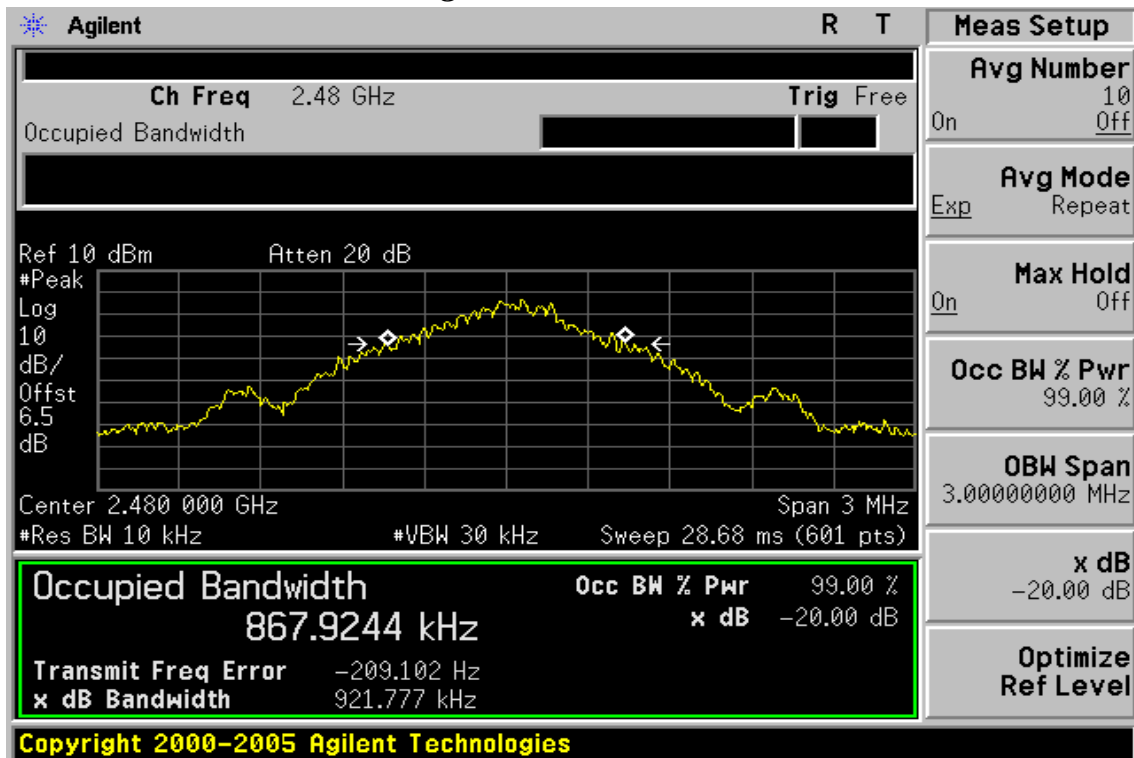 Agilent R T
Ch Freq 2.48 GHz Trig Free
Occupied Bandwidth
Ref 10 dBm Atten 20 dB
#Peak
Log
10
dB/
Offst
6.5
dB
Center 2.480 000 GHz Span 3 MHz
#Res BW 10 kHz #VBW 30 kHz Sweep 28.68 ms (601 pts)
Occupied Bandwidth Occ BW % Pwr 99.00 %
867.9244 kHz x dB -20.00 dB
Transmit Freq Error -209.102 Hz
x dB Bandwidth 921.777 kHz
Copyright 2000-2005 Agilent Technologies
Meas Setup
Avg Number
10
On Off
Avg Mode
Exp Repeat
Max Hold
On Off
Occ BW % Pwr
99.00 %
OBW Span
3.00000000 MHz
x dB
-20.00 dB
Optimize
Ref Level